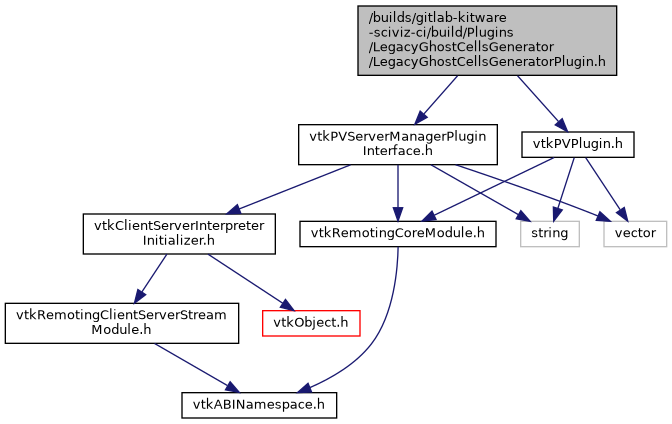 /builds/gitlab-kitware
-sciviz-ci/build/Plugins
/LegacyGhostCellsGenerator
/LegacyGhostCellsGeneratorPlugin.h
vtkPVServerManagerPlugin
Interface.h
vtkPVPlugin.h
vtkClientServerInterpreter
Initializer.h
vtkRemotingCoreModule.h
string
vector
vtkRemotingClientServerStream
Module.h
vtkObject.h
vtkABINamespace.h